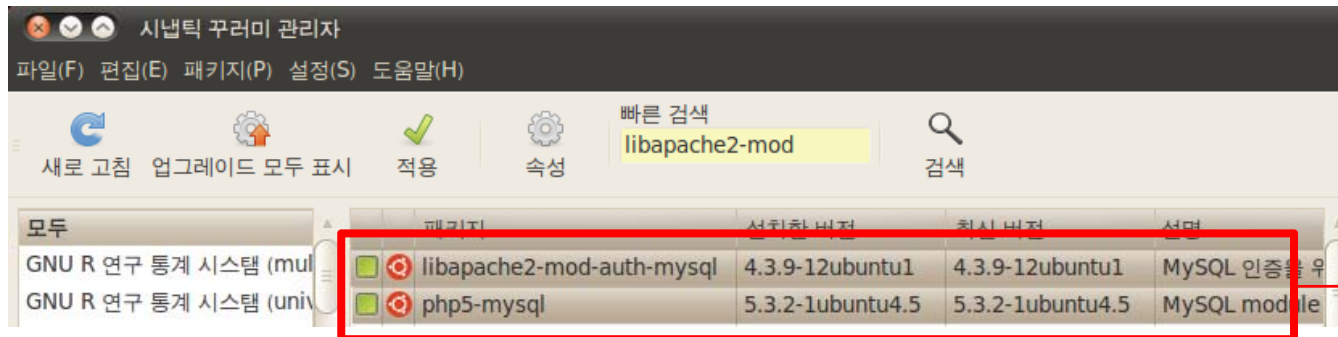 시냅틱 꾸러미 관리자
파일(F) 편집(E) 패키지(P) 설정(S) 도움말(H)
빠른 검색
libapache2-mod
새로 고침 업그레이드 모두 표시 적용 속성 검색
모두 패키지 설치한 버전 최신 버전 설명
GNU R 연구 통계 시스탬 (mul libapache2-mod-auth-mysql 4.3.9-12ubuntu1 4.3.9-12ubuntu1 MySQL 인증을 위
GNU R 연구 통계 시스탬 (univ php5-mysql 5.3.2-1ubuntu4.5 5.3.2-1ubuntu4.5 MySQL module